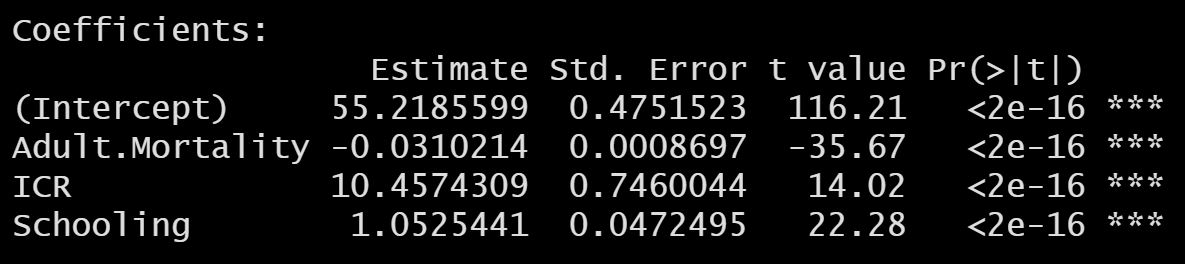 Coefficients:
Estimate Std. Error t value Pr(>|t|)
(Intercept) 55.2185599 0.4751523 116.21 <2e-16 ***
Adult.Mortality -0.0310214 0.0008697 -35.67 <2e-16 ***
ICR 10.4574309 0.7460044 14.02 <2e-16 ***
Schooling 1.0525441 0.0472495 22.28 <2e-16 ***